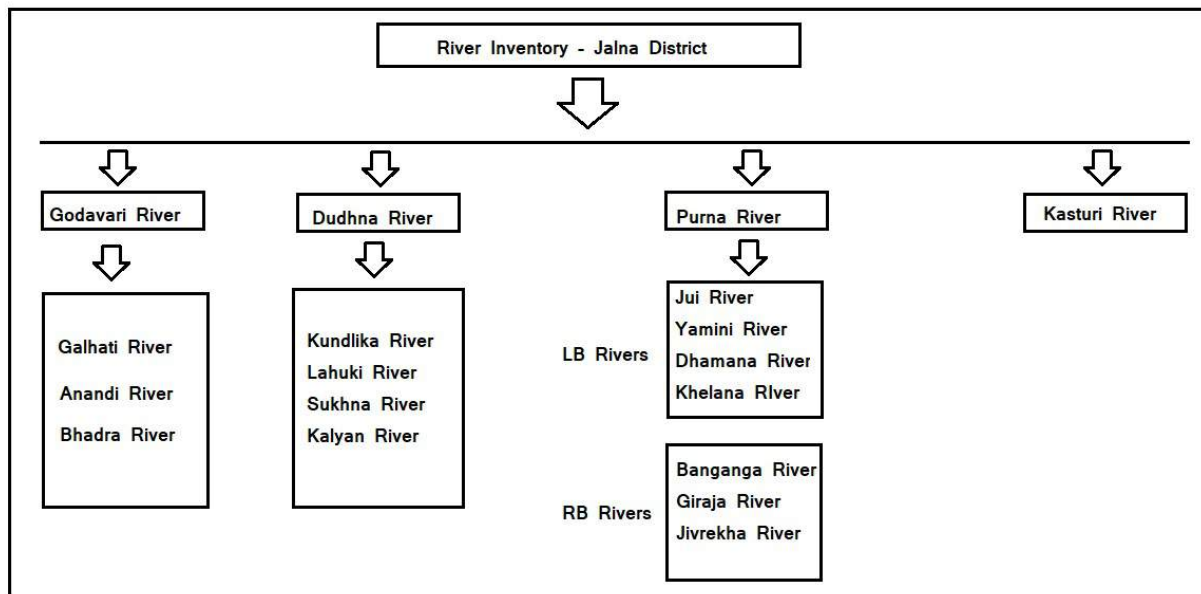 River Inventory - Jalna District
Godavari River
Dudhna River
Purna River
Kasturi River
Galhati River
Anandi River
Bhadra River
Kundlika River
Lahuki River
Sukhna River
Kalyan River
LB Rivers
Jui River
Yamini River
Dhamana River
Khelana RIver
RB Rivers
Banganga River
Giraja River
Jivrekha River